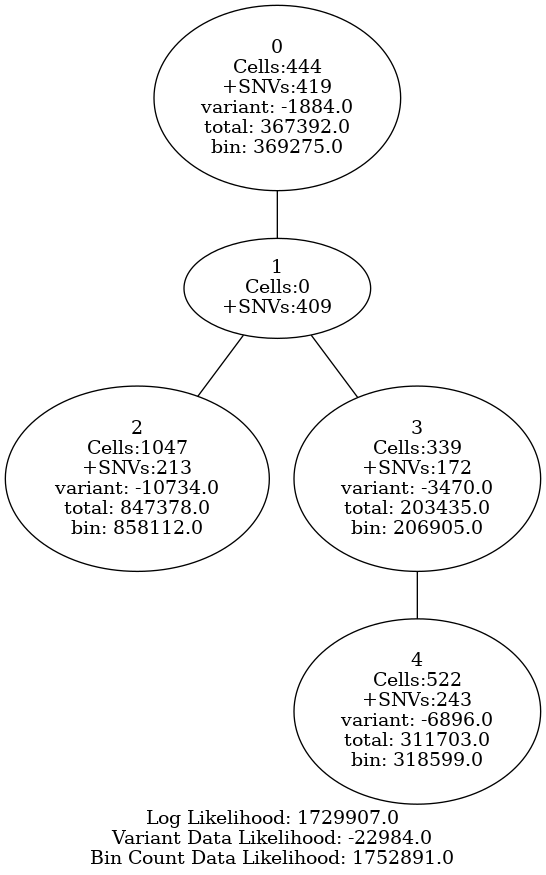 0
Cells:444
+SNVs:419
variant: -1884.0
total: 367392.0
bin: 369275.0
1
Cells:0
+SNVs:409
2
Cells:1047
+SNVs:213
variant: -10734.0
total: 847378.0
bin: 858112.0
3
Cells:339
+SNVs:172
variant: -3470.0
total: 203435.0
bin: 206905.0
4
Cells:522
+SNVs:243
variant: -6896.0
total: 311703.0
bin: 318599.0
Log Likelihood: 1729907.0
Variant Data Likelihood: -22984.0
Bin Count Data Likelihood: 1752891.0